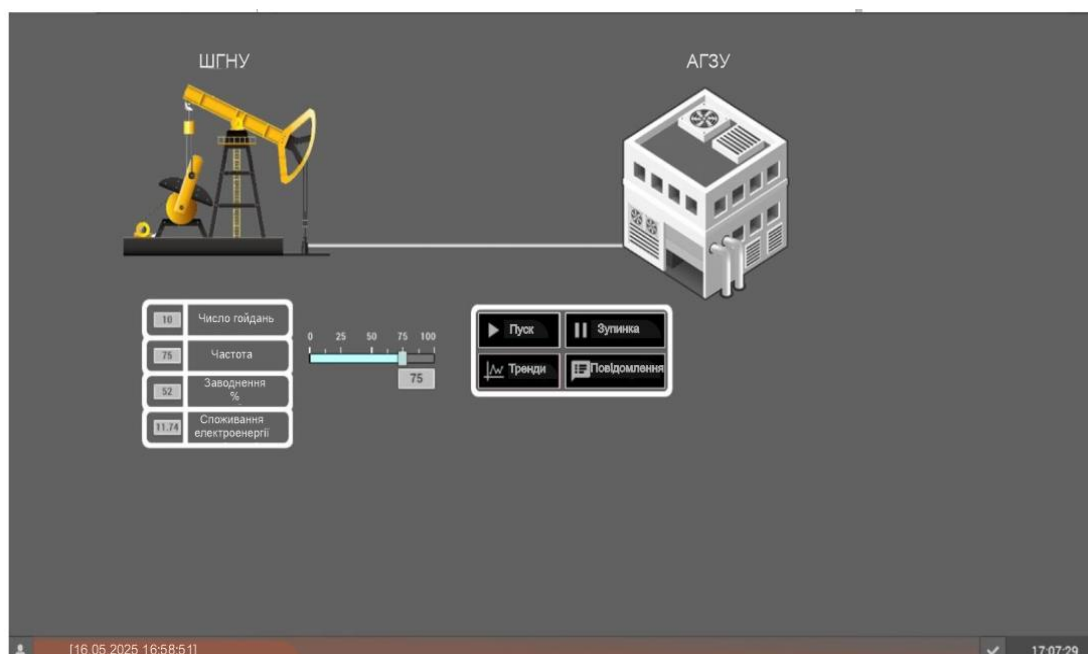 ШГНУ
АГЗУ
10 Число гойдань
75 Частота
52 Заводнення
%
11.74 Споживання
електроенергії
0 25 50 75 100
75
Пуск
Зупинка
Тренди
Повідомлення
[16.05.2025 16:58:51]
17:07:29